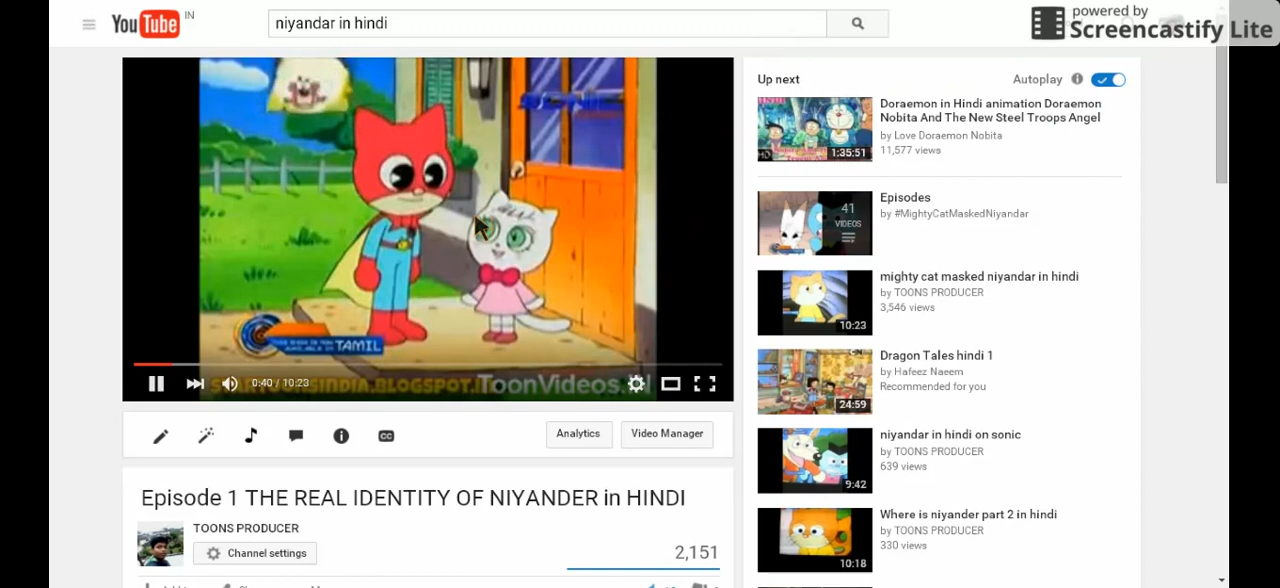 YouTube IN
niyandar in hindi
powered by
Screencastify Lite
TAMIL
ToonVideos
0:40 / 10:23
Analytics
Video Manager
Episode 1 THE REAL IDENTITY OF NIYANDER in HINDI
TOONS PRODUCER
Channel settings
2,151
Up next
Autoplay
Doraemon in Hindi animation Doraemon
Nobita And The New Steel Troops Angel
by Love Doraemon Nobita
11,577 views
1:35:51
Episodes
by #MightyCatMaskedNiyandar
41
VIDEOS
mighty cat masked niyandar in hindi
by TOONS PRODUCER
3,546 views
10:23
Dragon Tales hindi 1
by Hafeez Naeem
Recommended for you
24:59
niyandar in hindi on sonic
by TOONS PRODUCER
639 views
9:42
Where is niyander part 2 in hindi
by TOONS PRODUCER
330 views
10:18